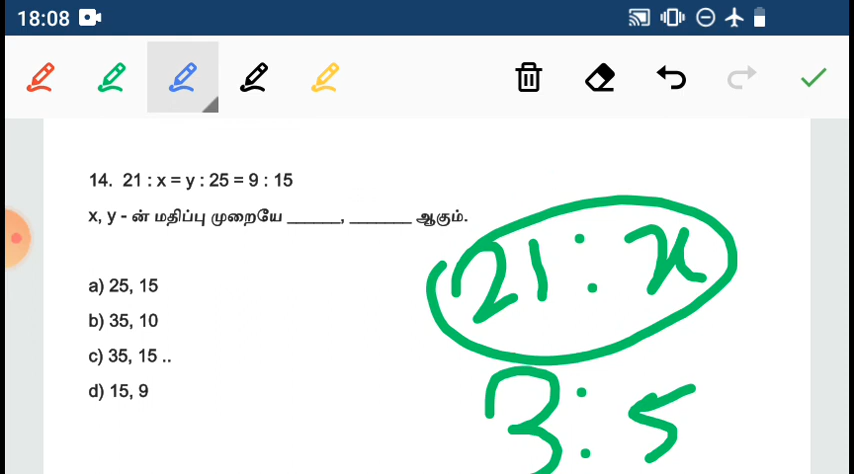 18:08
14. 21 : x = y : 25 = 9 : 15
x, y - ன் மதிப்பு முறையே ______, _______ ஆகும்.
a) 25, 15
b) 35, 10
c) 35, 15 ..
d) 15, 9
21 : x
3 : 5